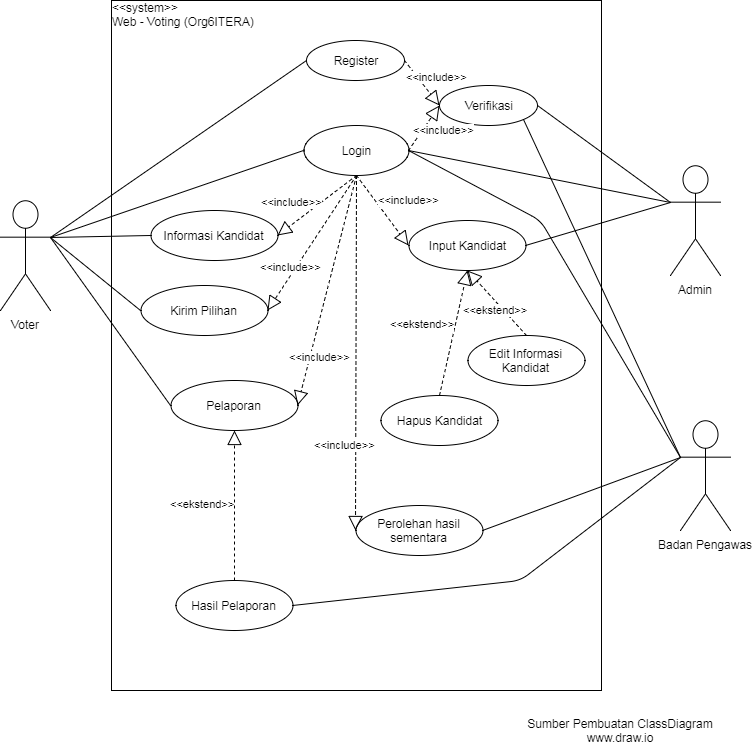 <<system>>
Web - Voting (Org6ITERA)
Register
<<include>>
Verifikasi
<<include>>
Login
<<include>>
<<include>>
Informasi Kandidat
Input Kandidat
<<include>>
Kirim Pilihan
<<ekstend>>
<<ekstend>>
Voter
Admin
<<include>>
Edit Informasi
Kandidat
Pelaporan
Hapus Kandidat
<<include>>
<<ekstend>>
Perolehan hasil
sementara
Badan Pengawas
Hasil Pelaporan
Sumber Pembuatan ClassDiagram
www.draw.io